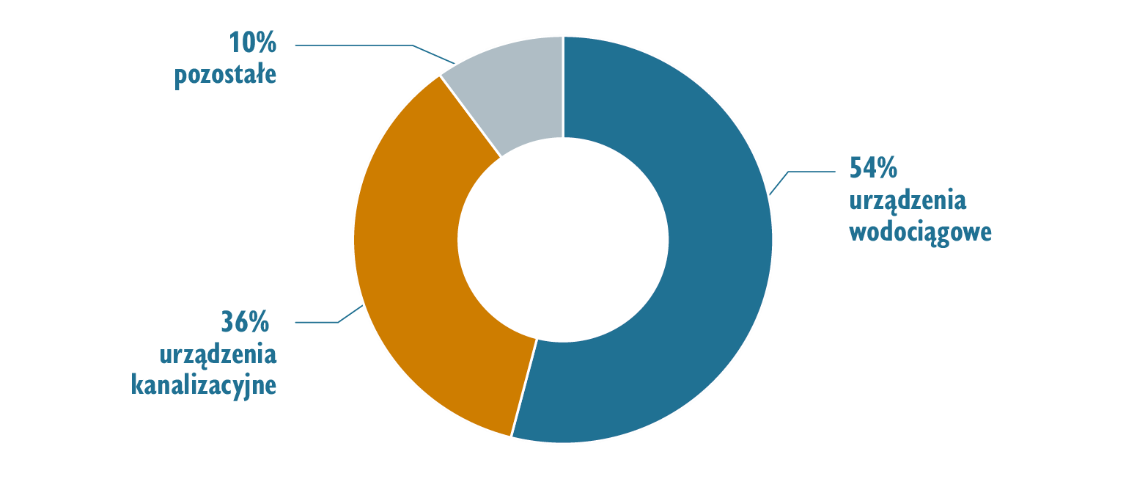 10%
pozostałe
54%
urządzenia
wodociągowe
36%
urządzenia
kanalizacyjne